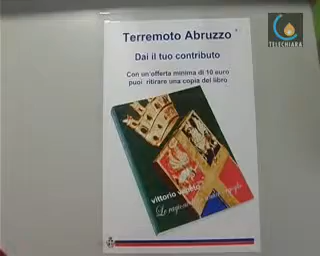 TELECHIARA
Terremoto Abruzzo
Dai il tuo contributo
Con un'offerta minima di 10 euro
puoi ritirare una copia del libro
vittorio